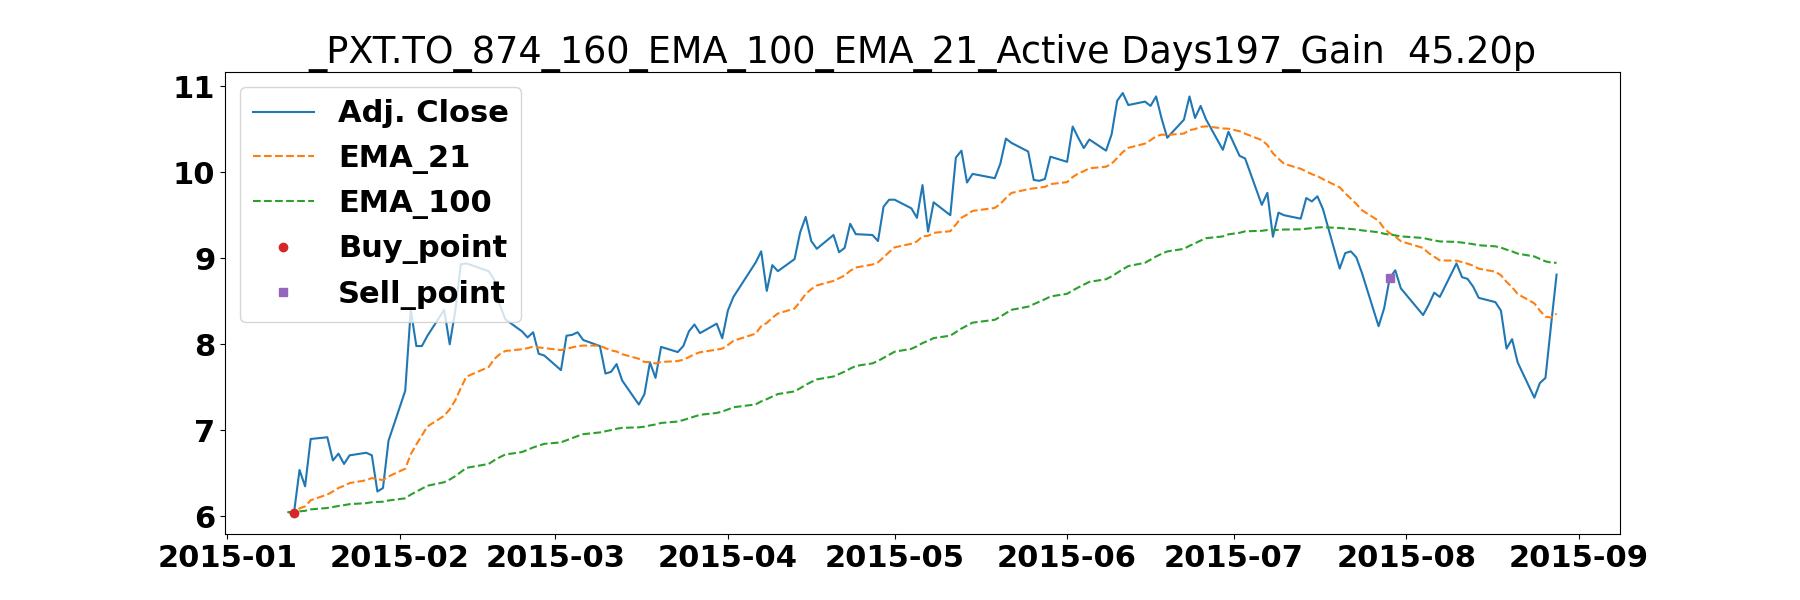 _PXT.TO_874_160_EMA_100_EMA_21_Active Days197_Gain  45.20p
Adj. Close
EMA_21
EMA_100
Buy_point
Sell_point
11
10
9
8
7
6
2015-01 2015-02 2015-03 2015-04 2015-05 2015-06 2015-07 2015-08 2015-09